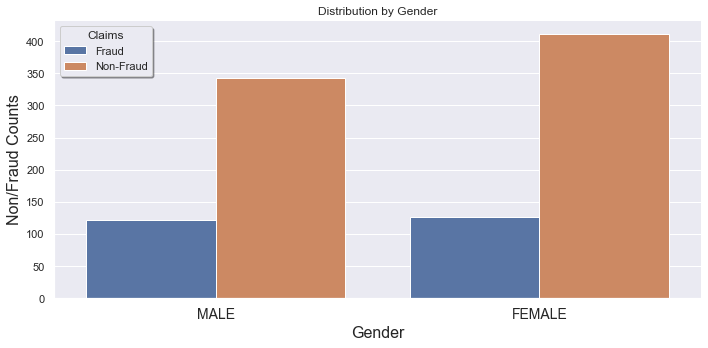 Distribution by Gender
Claims
Fraud
Non-Fraud
Non/Fraud Counts
400
350
300
250
200
150
100
50
0
MALE
FEMALE
Gender